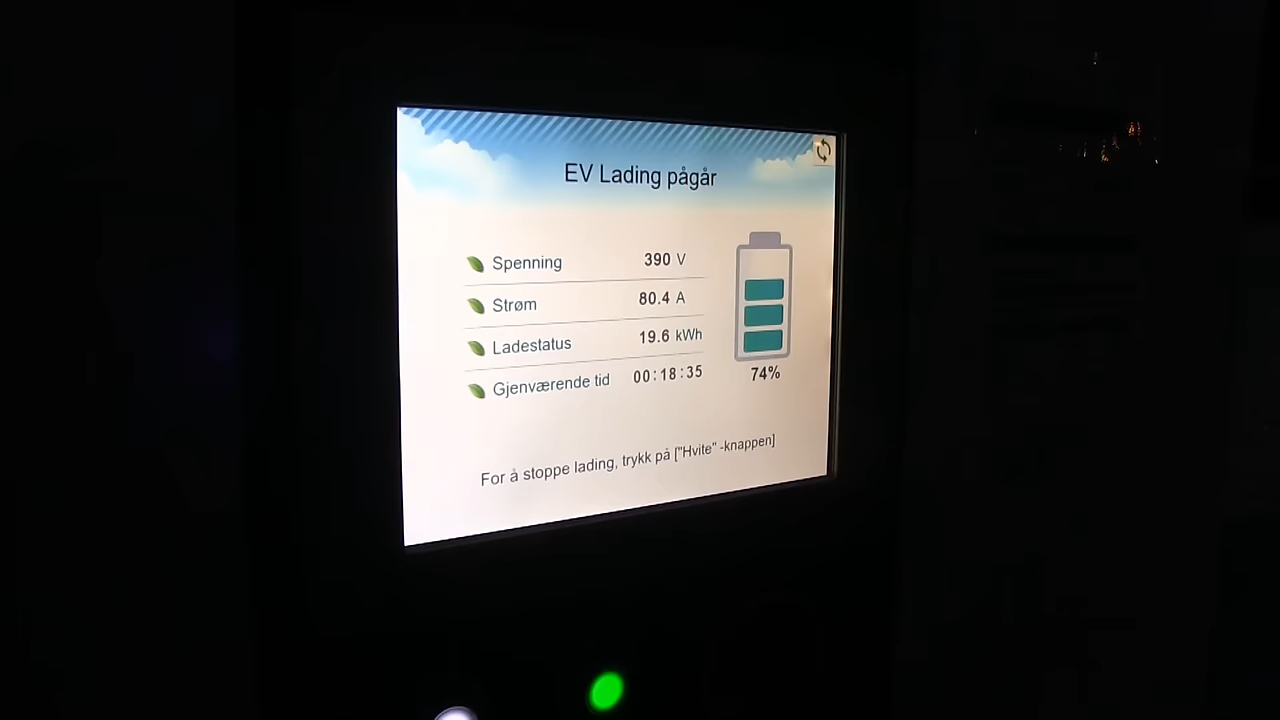 EV Lading pågår
Spenning 390 V
Strøm 80.4 A
Ladestatus 19.6 kWh
Gjenværende tid 00:18:35
74%
For å stoppe lading, trykk på ["Hvite" -knappen]